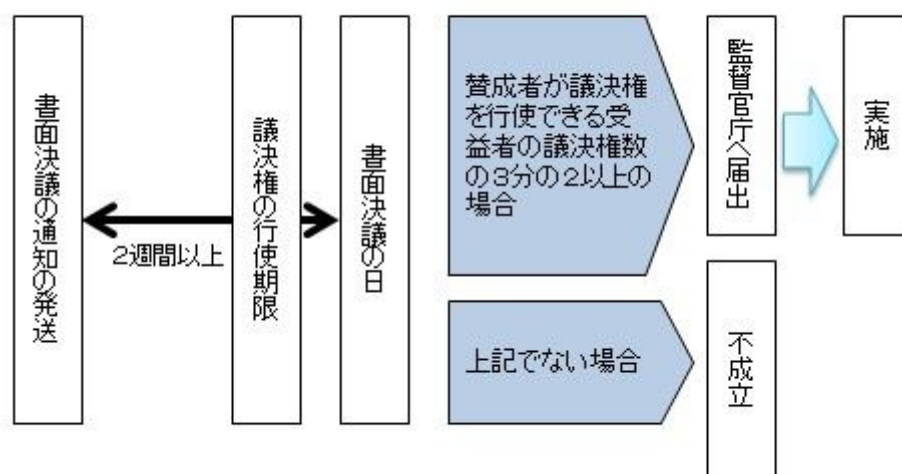 書面決議の通知の発送
2週間以上
議決権の行使期限
書面決議の日
賛成者が議決権
を行使できる受
益者の議決権数
の3分の2以上の
場合
監督官庁へ届出
実施
上記でない場合
不成立